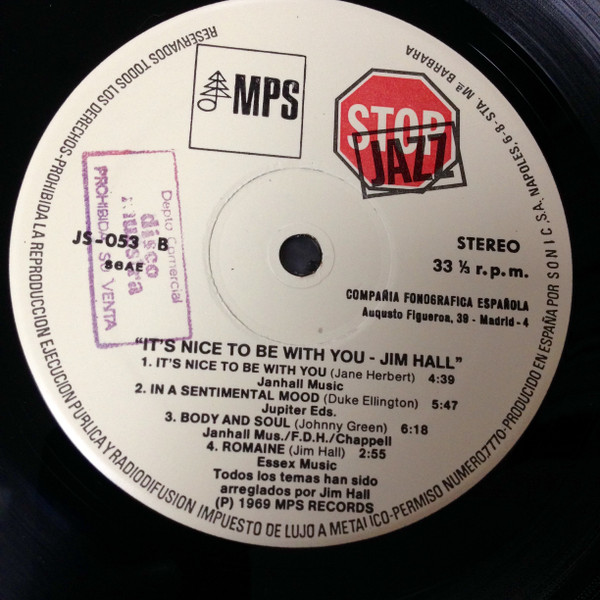 MPS
STOP
JAZZ
Depto Comercial
disco
muestra
PROHIBIDA SU VENTA
JS-053 B
SGAE
STEREO
33 ⅓ r.p.m.
COMPAÑIA FONOGRAFICA ESPAÑOLA
Augusto Figueroa, 39 - Madrid - 4
"IT'S NICE TO BE WITH YOU - JIM HALL"
1. IT'S NICE TO BE WITH YOU (Jane Herbert) 4:39
Janhall Music
2. IN A SENTIMENTAL MOOD (Duke Ellington) 5:47
Jupiter Eds.
3. BODY AND SOUL (Johnny Green) 6:18
Janhall Mus./F.D.H./Chappell
4. ROMAINE (Jim Hall) 2:55
Essex Music
Todos los temas han sido
arreglados por Jim Hall
(P) 1969 MPS RECORDS
RESERVADOS TODOS LOS DERECHOS-PROHIBIDA LA REPRODUCCION EJECUCION PUBLICA Y RADIODIFUSION IMPUESTO DE LUJO A METALICO-PERMISO NUMERO 7770-PRODUCIDO EN ESPAÑA POR SONIC, S.A. NAPOLES, 6-8-STA. Mª BARBARA